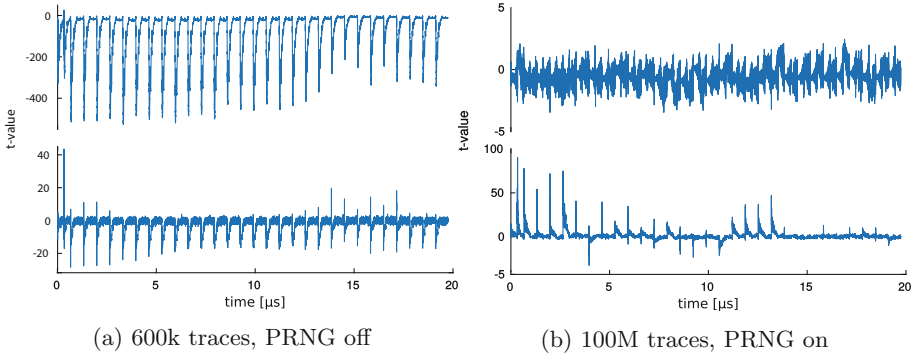 0
-200
-400
t-value
40
20
0
-20
0 5 10 15 20
time [µs]
(a) 600k traces, PRNG off
5
0
-5
t-value
100
50
0
-5
0 5 10 15 20
time [µs]
(b) 100M traces, PRNG on